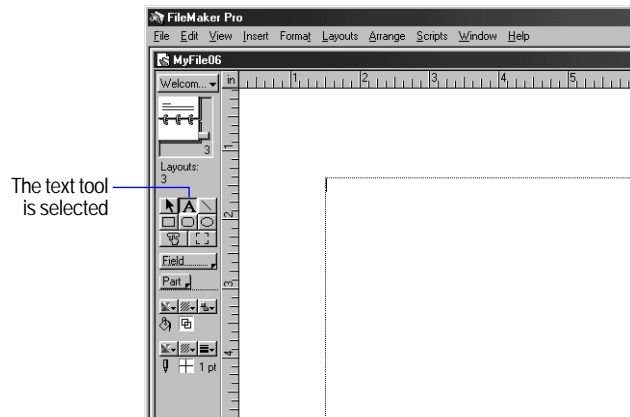 FileMaker Pro
File Edit View Insert Format Layouts Arrange Scripts Window Help
MyFile06
Welcom...
in 1 2 3 4 5
3
Layouts:
3
The text tool
is selected
A
Field
Part
1 pt
1
2
3
4